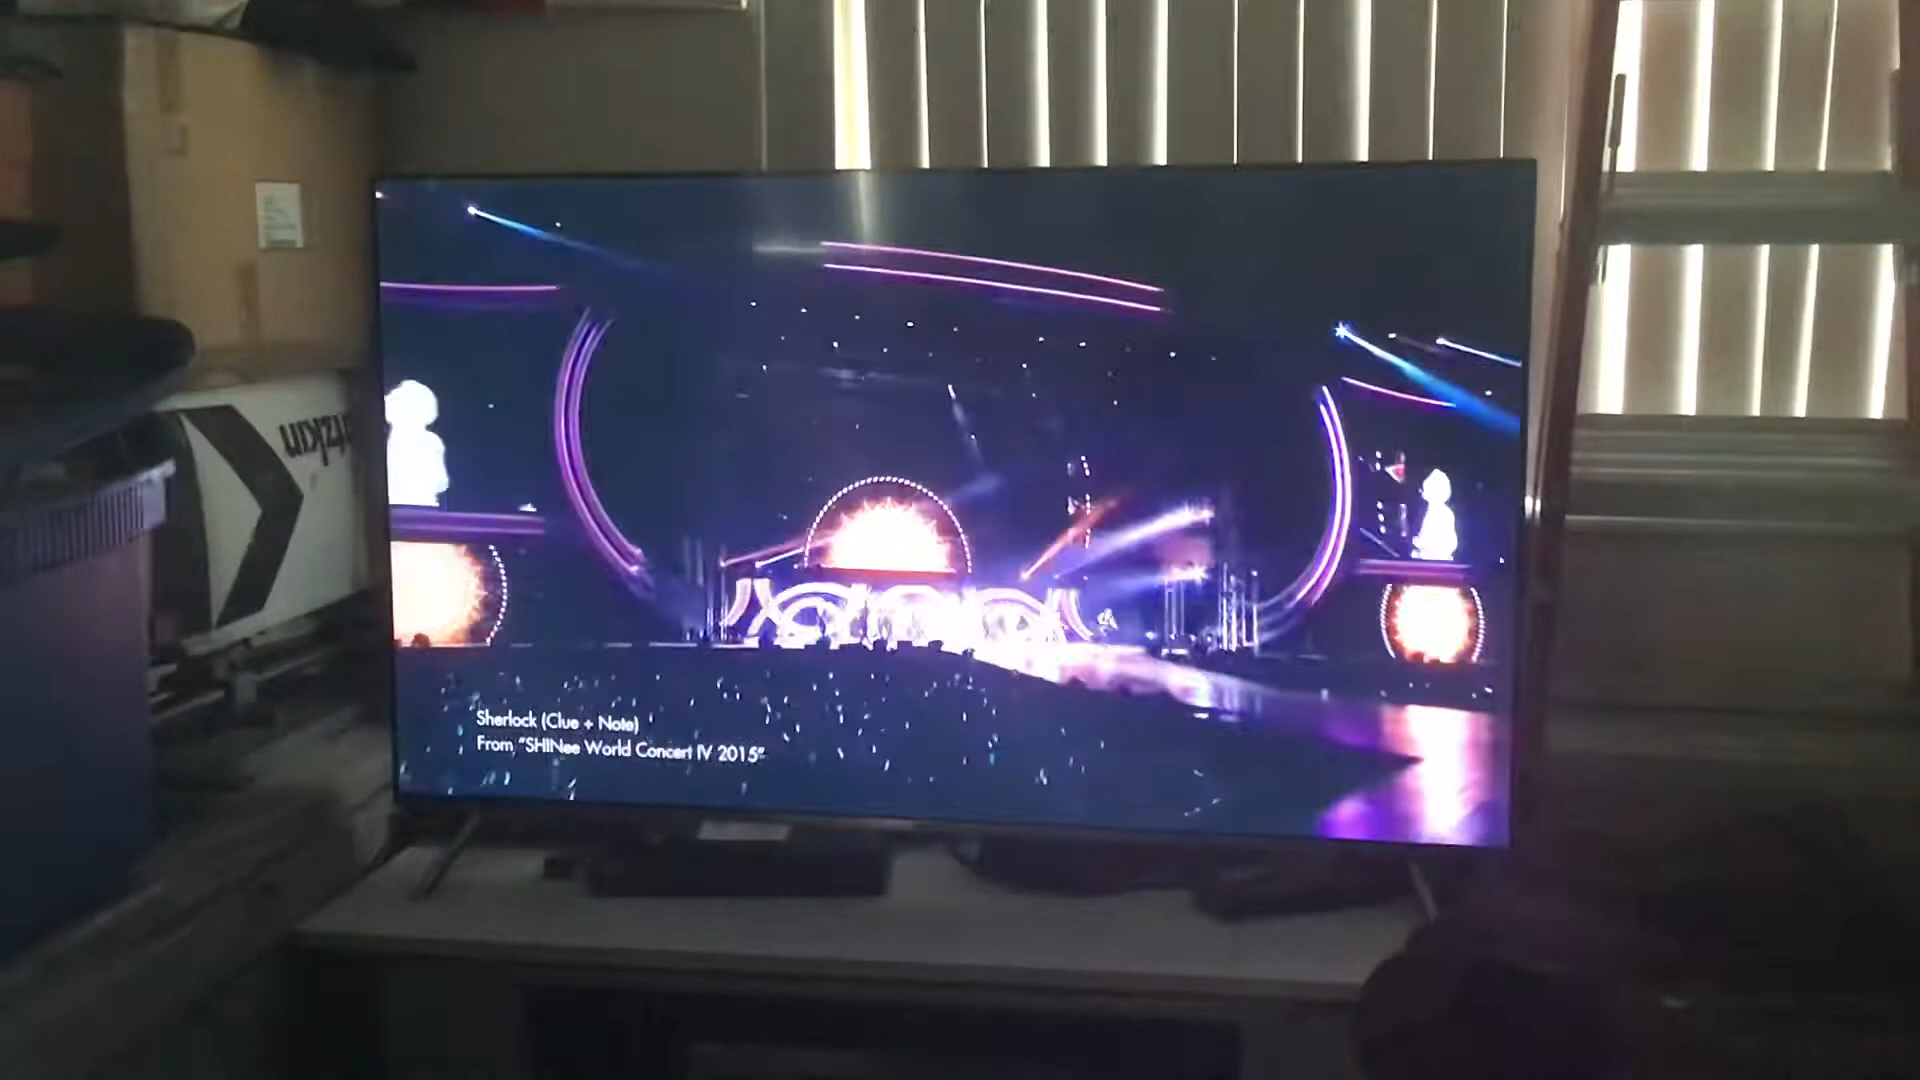 Sherlock (Clue + Note)
From "SHINee World Concert IV 2015"